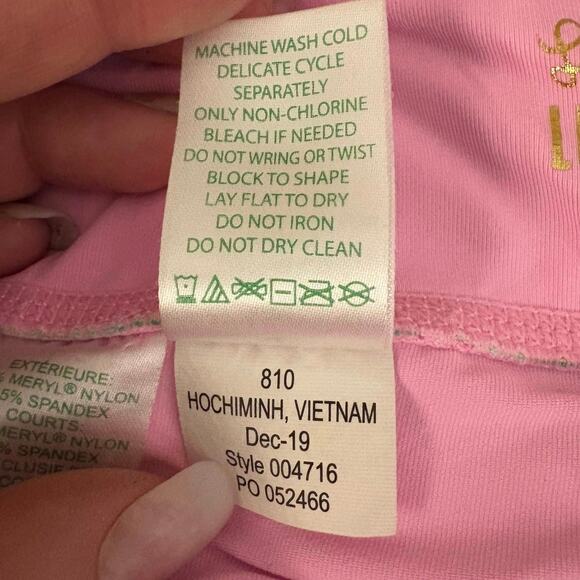 MACHINE WASH COLD
DELICATE CYCLE
SEPARATELY
ONLY NON-CHLORINE
BLEACH IF NEEDED
DO NOT WRING OR TWIST
BLOCK TO SHAPE
LAY FLAT TO DRY
DO NOT IRON
DO NOT DRY CLEAN
EXTÉRIEURE:
% MERYL® NYLON
5% SPANDEX
COURTS:
MERYL® NYLON
% SPANDEX
810
HOCHIMINH, VIETNAM
Dec-19
Style 004716
PO 052466